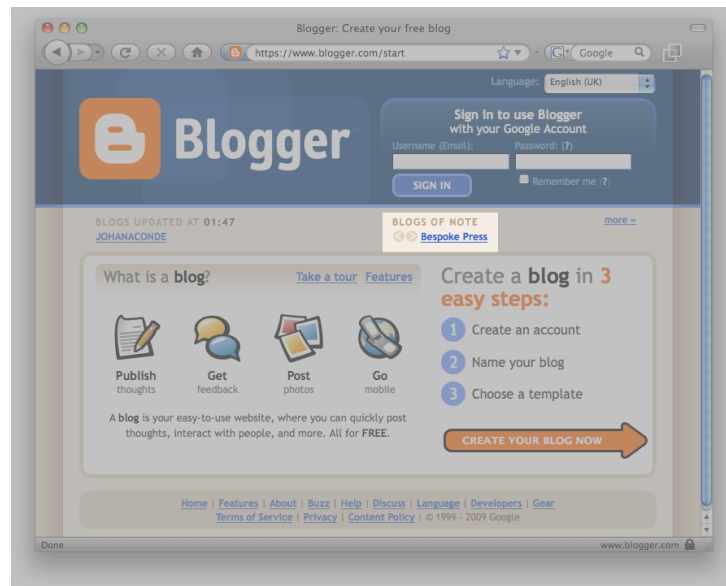 Blogger: Create your free blog
https://www.blogger.com/start
Google
Language: English (UK)
Blogger™
Sign in to use Blogger
with your Google Account
Username (Email): Password: (?)
SIGN IN
Remember me (?)
BLOGS UPDATED AT 01:47
JOHANACONDE
BLOGS OF NOTE
Bespoke Press
more »
What is a blog?
Take a tour Features
Publish
thoughts
Get
feedback
Post
photos
Go
mobile
A blog is your easy-to-use website, where you can quickly post
thoughts, interact with people, and more. All for FREE.
Create a blog in 3
easy steps:
1 Create an account
2 Name your blog
3 Choose a template
CREATE YOUR BLOG NOW
Home | Features | About | Buzz | Help | Discuss | Language | Developers | Gear
Terms of Service | Privacy | Content Policy | © 1999 - 2009 Google
Done
www.blogger.com